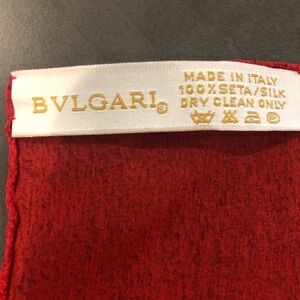 BVLGARI®
MADE IN ITALY
100% SETA/SILK
DRY CLEAN ONLY